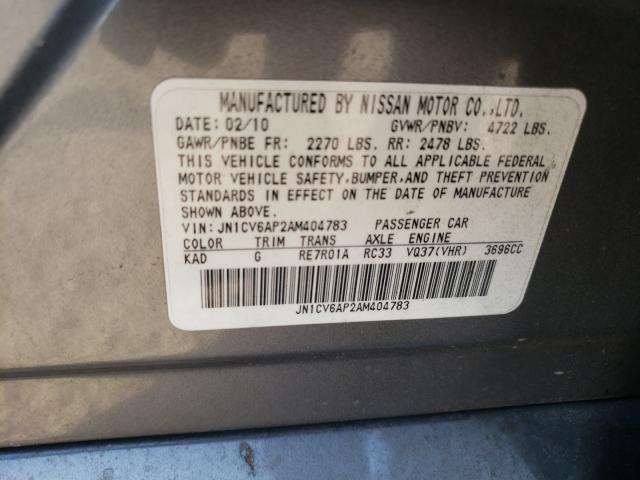 MANUFACTURED BY NISSAN MOTOR CO.,LTD.
DATE: 02/10 GVWR/PNBV: 4722 LBS.
GAWR/PNBE FR: 2270 LBS. RR: 2478 LBS.
THIS VEHICLE CONFORMS TO ALL APPLICABLE FEDERAL
MOTOR VEHICLE SAFETY,BUMPER,AND THEFT PREVENTION
STANDARDS IN EFFECT ON THE DATE OF MANUFACTURE
SHOWN ABOVE.
VIN: JN1CV6AP2AM404783 PASSENGER CAR
COLOR TRIM TRANS AXLE ENGINE
KAD G RE7R01A RC33 VQ37(VHR) 3696CC
JN1CV6AP2AM404783